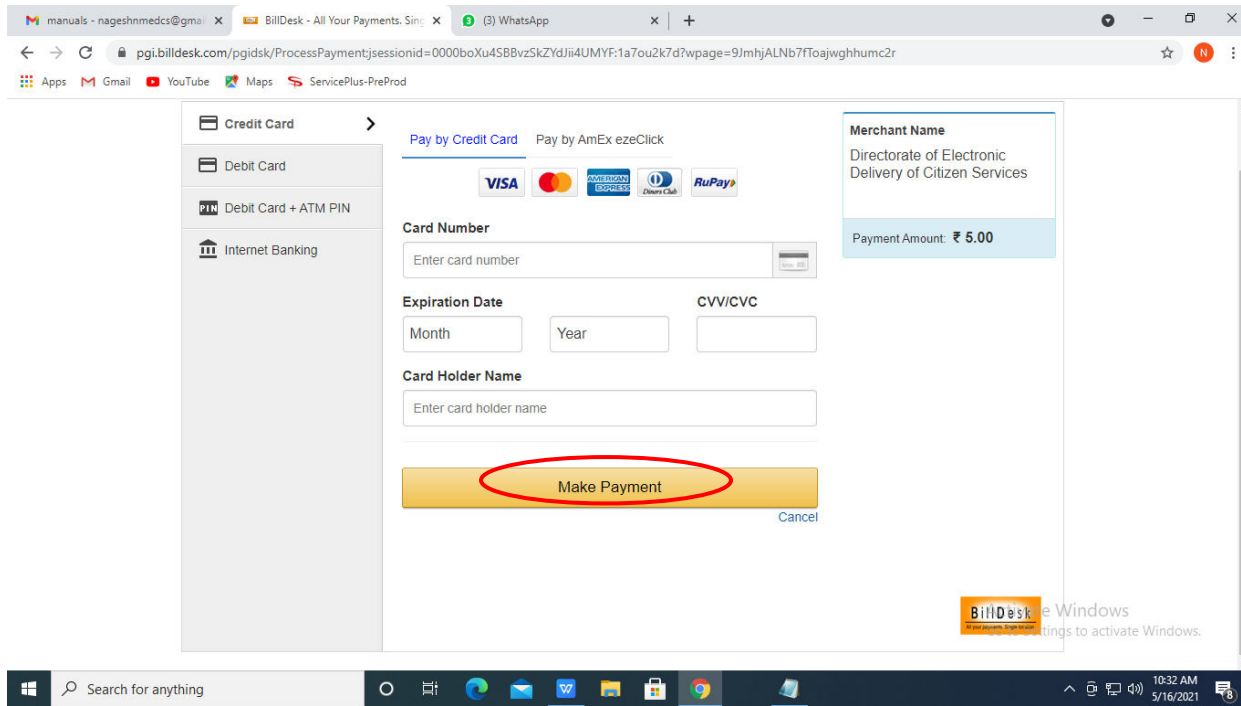 manuals - nageshnmedcs@gmai
BillDesk - All Your Payments. Sing
(3) WhatsApp
pgi.billdesk.com/pgidsk/ProcessPayment;jsessionid=0000boXu4SBBvzSkZYdJii4UMYF:1a7ou2k7d?wpage=9JmhjALNb7fToajwghhumc2r
N
Apps
Gmail
YouTube
Maps
ServicePlus-PreProd
Credit Card
Debit Card
PIN Debit Card + ATM PIN
Internet Banking
Pay by Credit Card
Pay by AmEx ezeClick
VISA
AMERICAN EXPRESS
Diners Club
RuPay
Card Number
Enter card number
Expiration Date
CVV/CVC
Month
Year
Card Holder Name
Enter card holder name
Make Payment
Cancel
Merchant Name
Directorate of Electronic
Delivery of Citizen Services
Payment Amount: ₹ 5.00
BillDesk
Windows
to activate Windows.
Search for anything
10:32 AM
5/16/2021
8